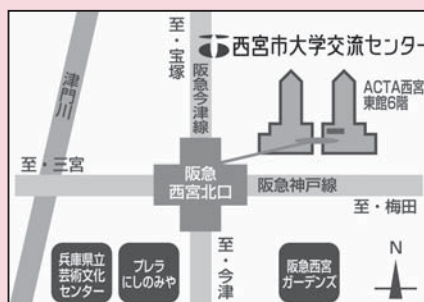 至・宝塚
西宮市大学交流センター
津門川
阪急今津線
ACTA西宮
東館6階
至・三宮
阪急
西宮北口
阪急神戸線
至・梅田
兵庫県立
芸術文化
センター
プレラ
にしのみや
至・今津
阪急西宮
ガーデンズ
N